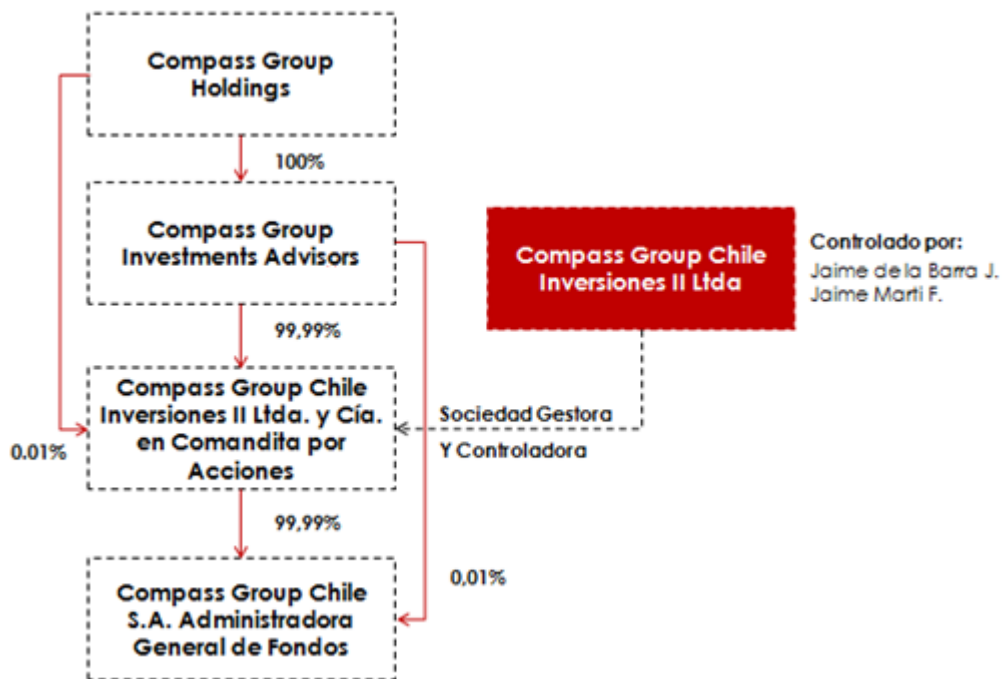 Compass Group
Holdings
100%
Compass Group
Investments Advisors
Compass Group Chile
Inversiones II Ltda
Controlado por:
Jaime de la Barra J.
Jaime Marti F.
99,99%
Compass Group Chile
Inversiones II Ltda. y Cía.
en Comandita por
Acciones
Sociedad Gestora
Y Controladora
0.01%
99,99%
0,01%
Compass Group Chile
S.A. Administradora
General de Fondos